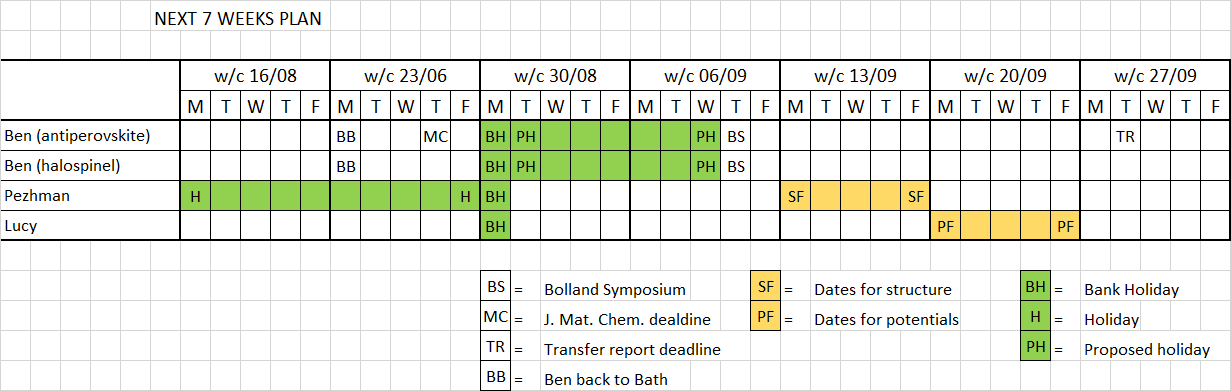 NEXT 7 WEEKS PLAN
w/c 16/08 w/c 23/06 w/c 30/08 w/c 06/09 w/c 13/09 w/c 20/09 w/c 27/09
M T W T F M T W T F M T W T F M T W T F M T W T F M T W T F M T W T F
Ben (antiperovskite) BB MC BH PH PH BS TR
Ben (halospinel) BB BH PH PH BS
Pezhman H H BH SF SF
Lucy BH PF PF
BS = Bolland Symposium SF = Dates for structure BH = Bank Holiday
MC = J. Mat. Chem. dealdine PF = Dates for potentials H = Holiday
TR = Transfer report deadline PH = Proposed holiday
BB = Ben back to Bath